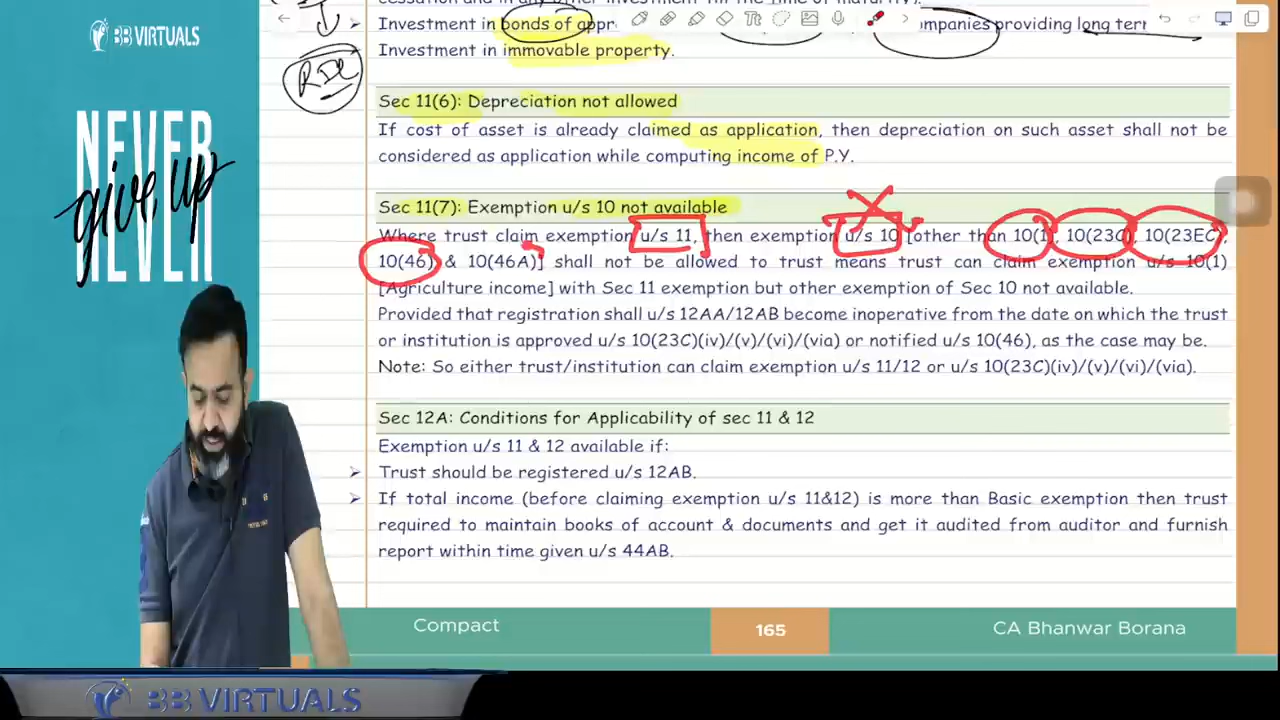 BB VIRTUALS
NEVER
give up
NEVER
Investment in bonds of appr companies providing long term
Investment in immovable property.
Sec 11(6): Depreciation not allowed
If cost of asset is already claimed as application, then depreciation on such asset shall not be
considered as application while computing income of P.Y.
Sec 11(7): Exemption u/s 10 not available
Where trust claim exemption u/s 11, then exemption u/s 10 [other than 10(1), 10(23C), 10(23EC),
10(46) & 10(46A)] shall not be allowed to trust means trust can claim exemption u/s 10(1)
[Agriculture income] with Sec 11 exemption but other exemption of Sec 10 not available.
Provided that registration shall u/s 12AA/12AB become inoperative from the date on which the trust
or institution is approved u/s 10(23C)(iv)/(v)/(vi)/(via) or notified u/s 10(46), as the case may be.
Note: So either trust/institution can claim exemption u/s 11/12 or u/s 10(23C)(iv)/(v)/(vi)/(via).
Sec 12A: Conditions for Applicability of sec 11 & 12
Exemption u/s 11 & 12 available if:
Trust should be registered u/s 12AB.
If total income (before claiming exemption u/s 11&12) is more than Basic exemption then trust
required to maintain books of account & documents and get it audited from auditor and furnish
report within time given u/s 44AB.
Compact 165 CA Bhanwar Borana
BB VIRTUALS